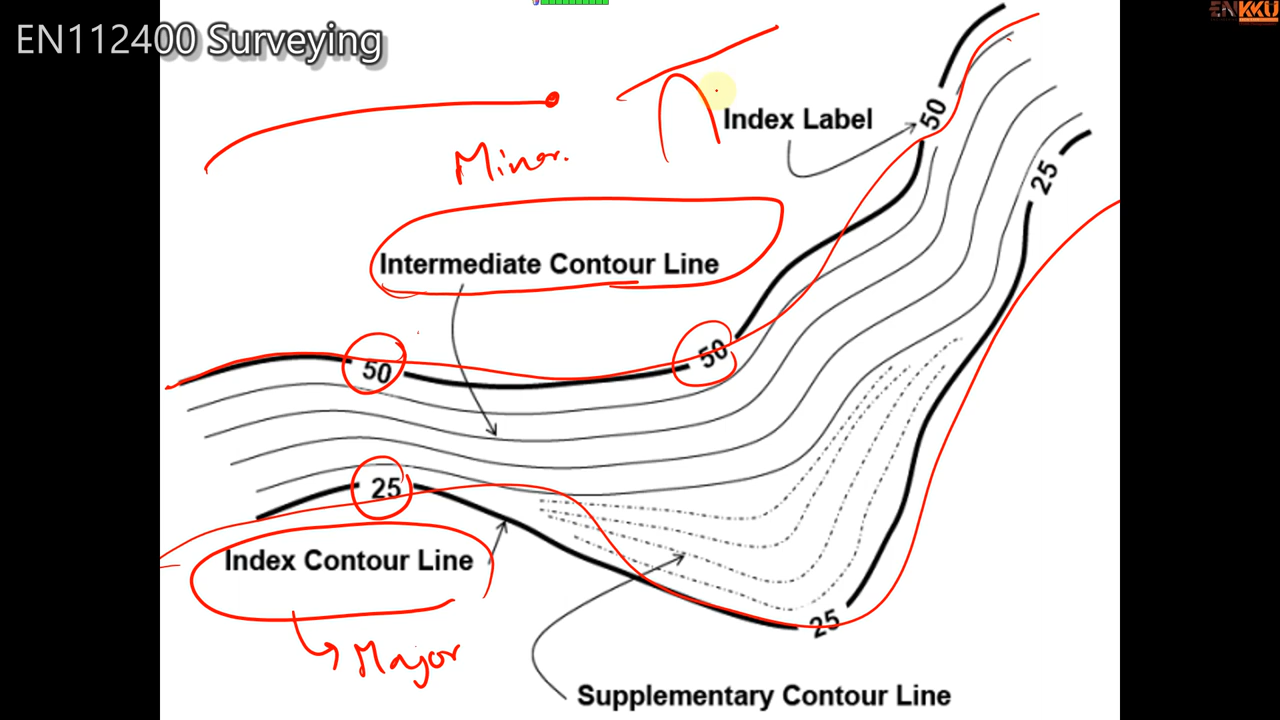 EN112400 Surveying
ENKKU
50
Index Label
Minor.
25
Intermediate Contour Line
50
50
25
Index Contour Line
25
Major
Supplementary Contour Line